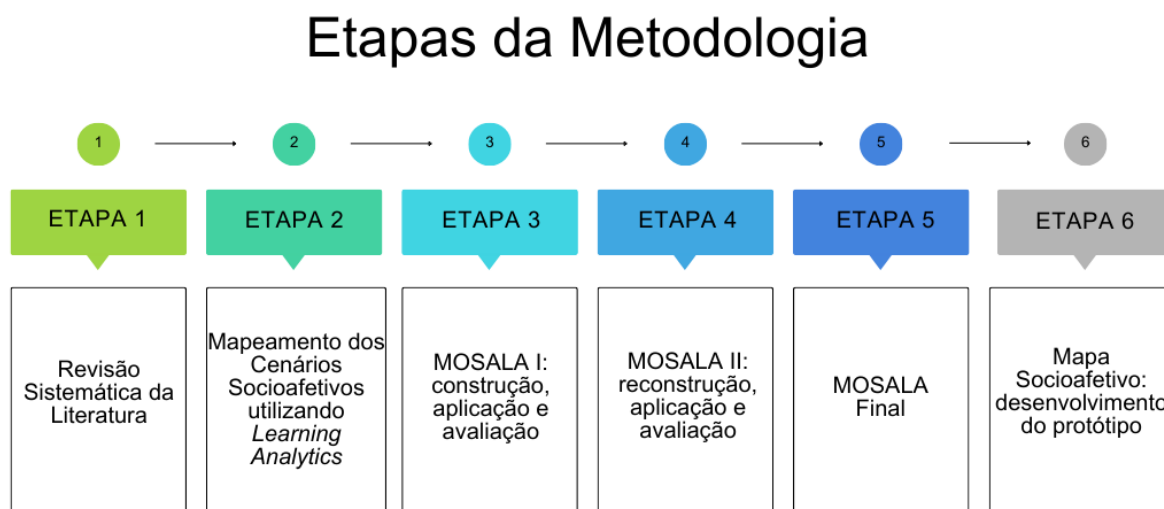 Etapas da Metodologia
1
2
3
4
5
6
ETAPA 1
ETAPA 2
ETAPA 3
ETAPA 4
ETAPA 5
ETAPA 6
Revisão
Sistemática da
Literatura
Mapeamento dos
Cenários
Socioafetivos
utilizando
Learning
Analytics
MOSALA I:
construção,
aplicação e
avaliação
MOSALA II:
reconstrução,
aplicação e
avaliação
MOSALA
Final
Mapa
Socioafetivo:
desenvolvimento
do protótipo